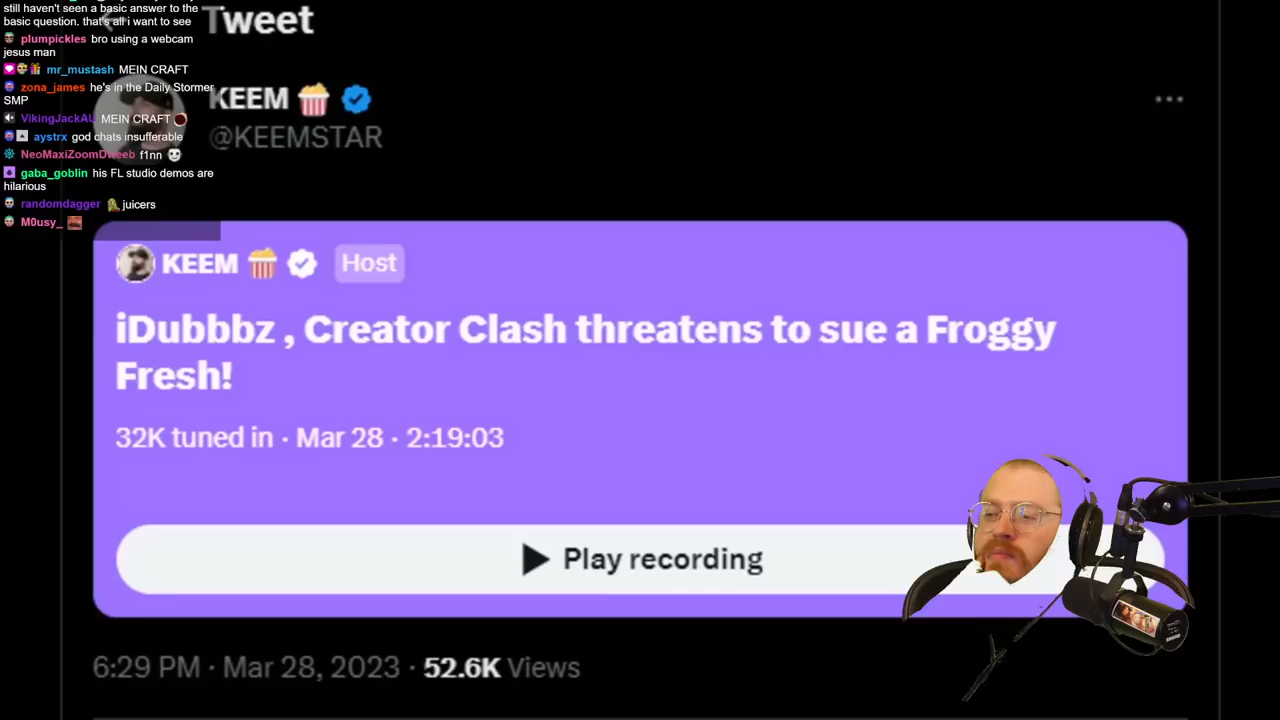 still haven't seen a basic answer to the
basic question. that's all i want to see
plumpickles bro using a webcam
jesus man
mr_mustash MEIN CRAFT
zona_james he's in the Daily Stormer
SMP
VikingJackAU MEIN CRAFT
aystrx god chats insufferable
NeoMaxiZoomDweeb f1nn
gaba_goblin his FL studio demos are
hilarious
randomdagger juicers
M0usy_
Tweet
KEEM
@KEEMSTAR
KEEM Host
iDubbbz , Creator Clash threatens to sue a Froggy
Fresh!
32K tuned in · Mar 28 · 2:19:03
Play recording
6:29 PM · Mar 28, 2023 · 52.6K Views